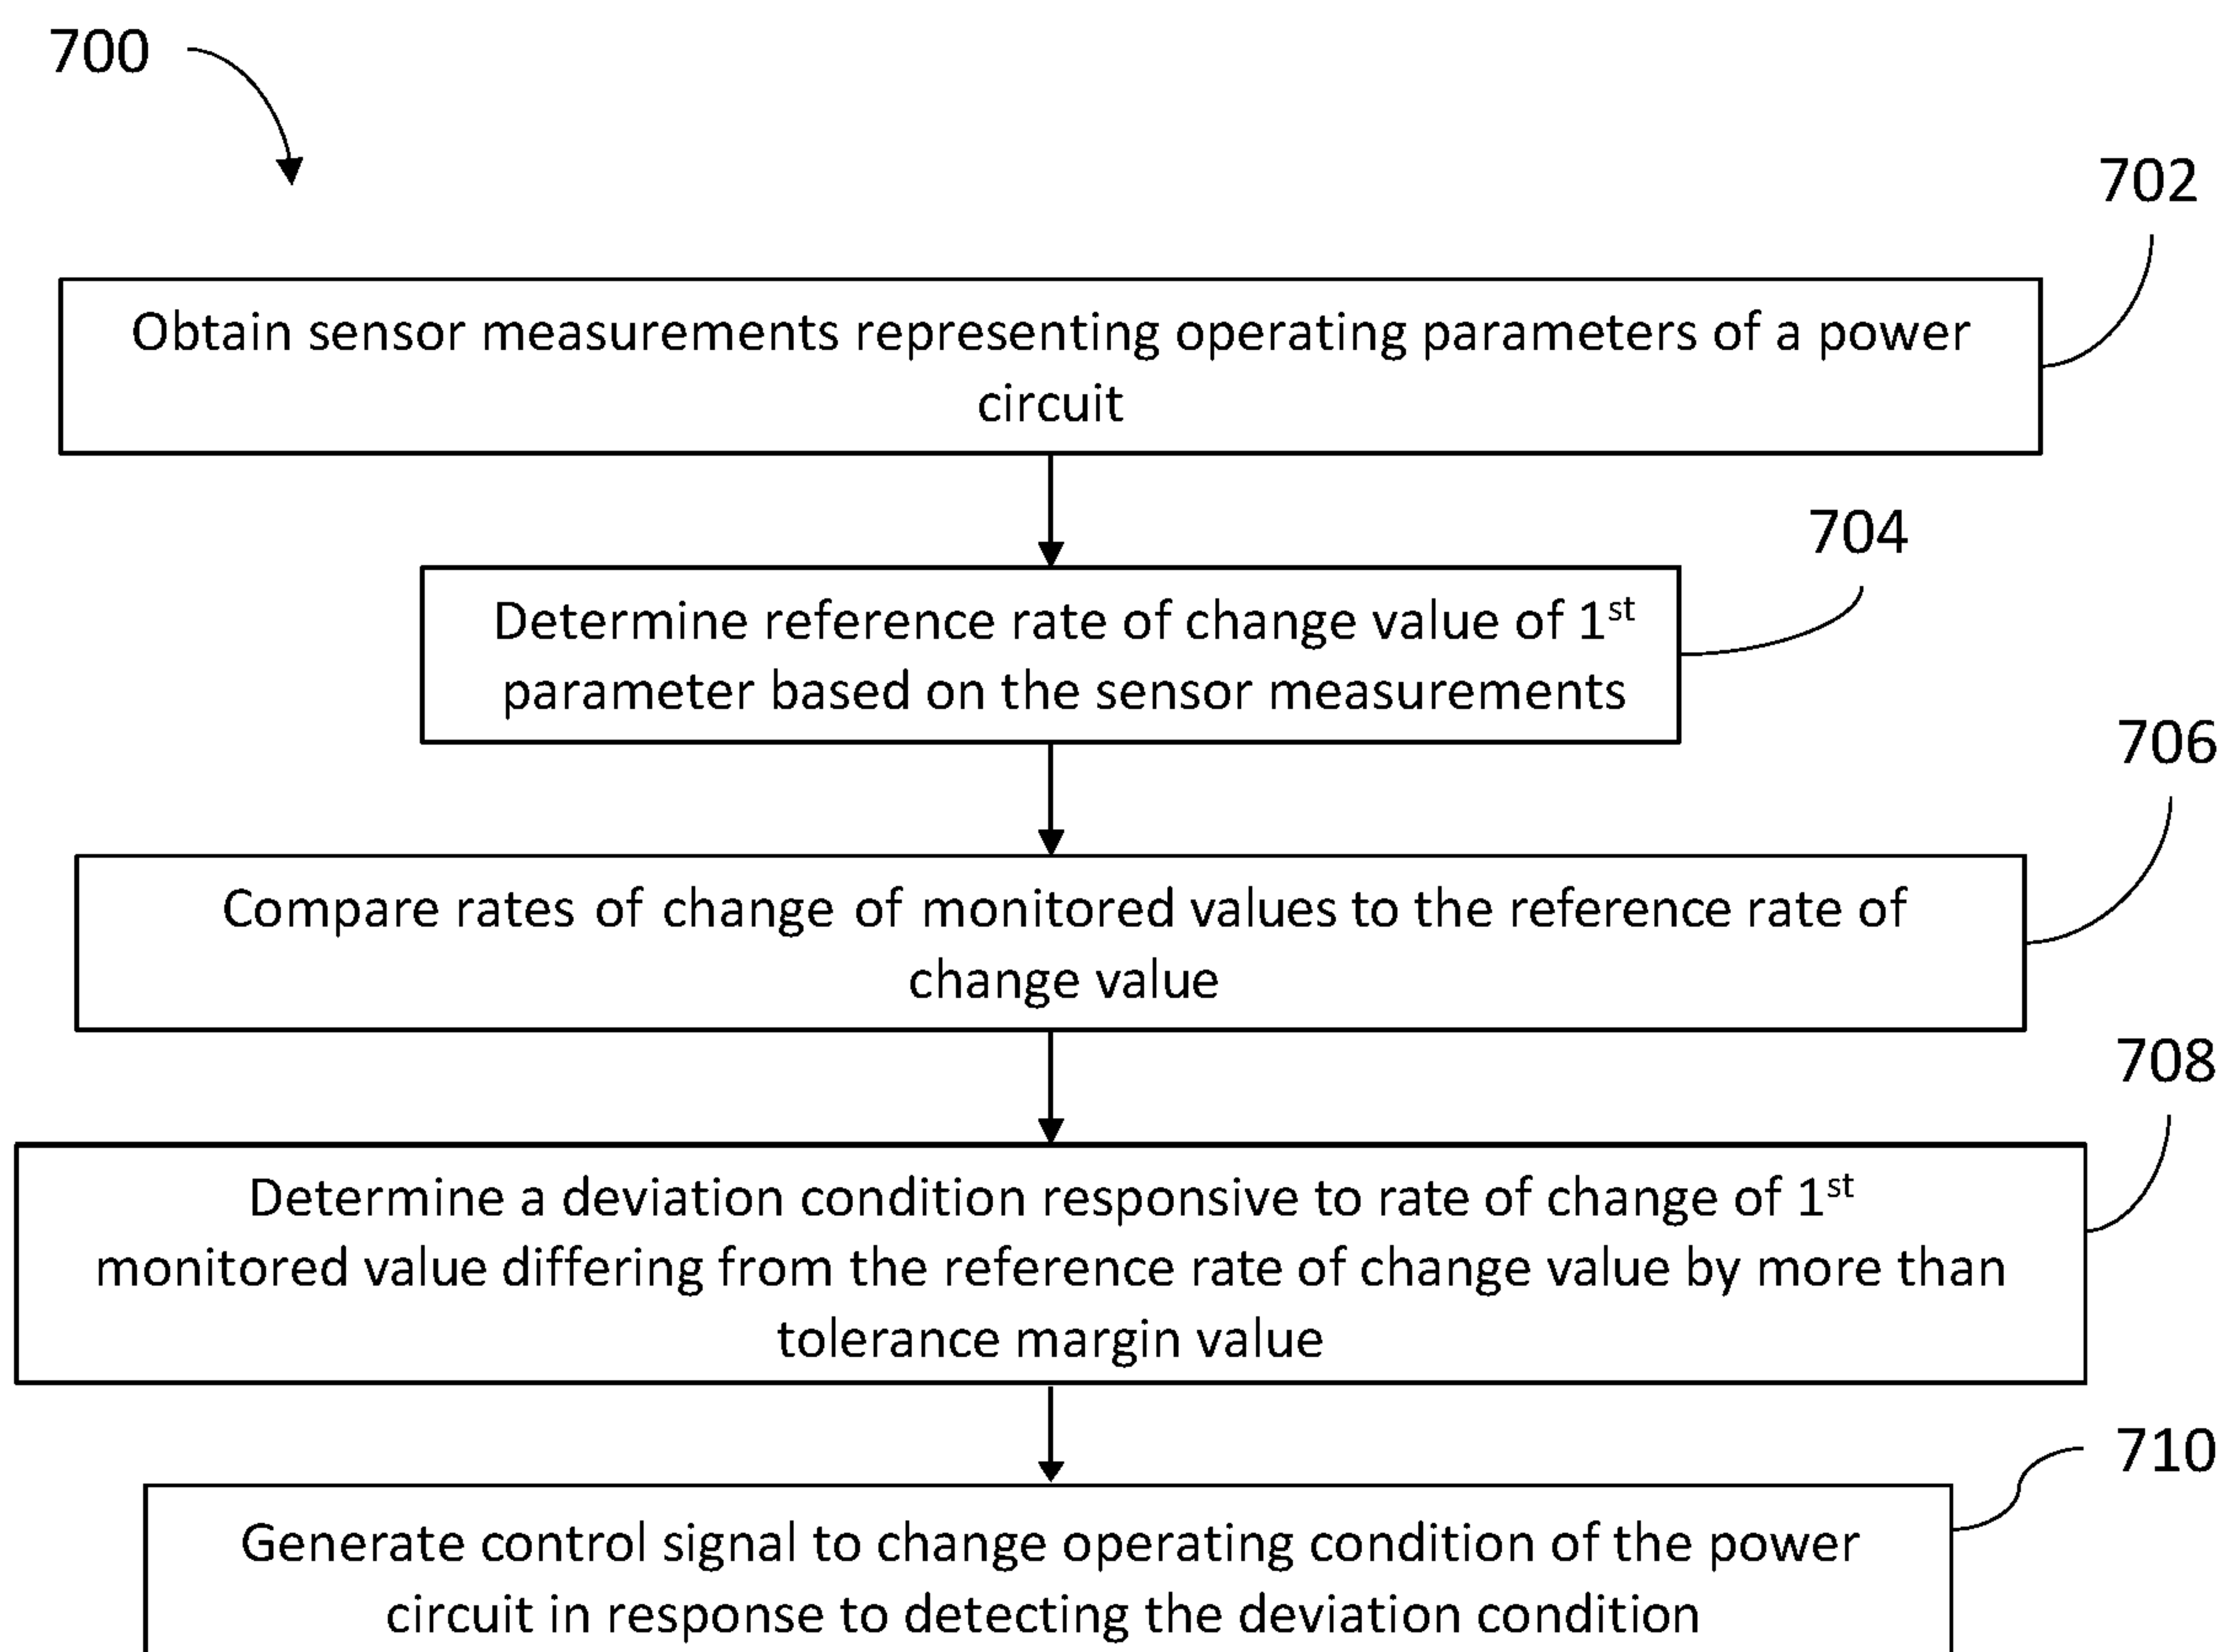 700
702
Obtain sensor measurements representing operating parameters of a power
circuit
704
Determine reference rate of change value of 1st
parameter based on the sensor measurements
706
Compare rates of change of monitored values to the reference rate of
change value
708
Determine a deviation condition responsive to rate of change of 1st
monitored value differing from the reference rate of change value by more than
tolerance margin value
710
Generate control signal to change operating condition of the power
circuit in response to detecting the deviation condition